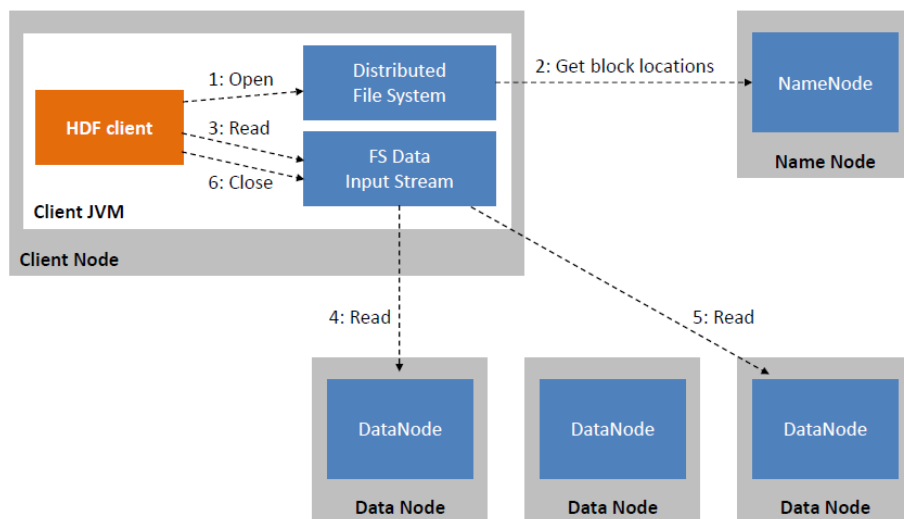 Distributed
File System
1: Open
2: Get block locations
NameNode
HDF client
3: Read
FS Data
Input Stream
6: Close
Name Node
Client JVM
Client Node
4: Read
5: Read
DataNode
DataNode
DataNode
Data Node
Data Node
Data Node